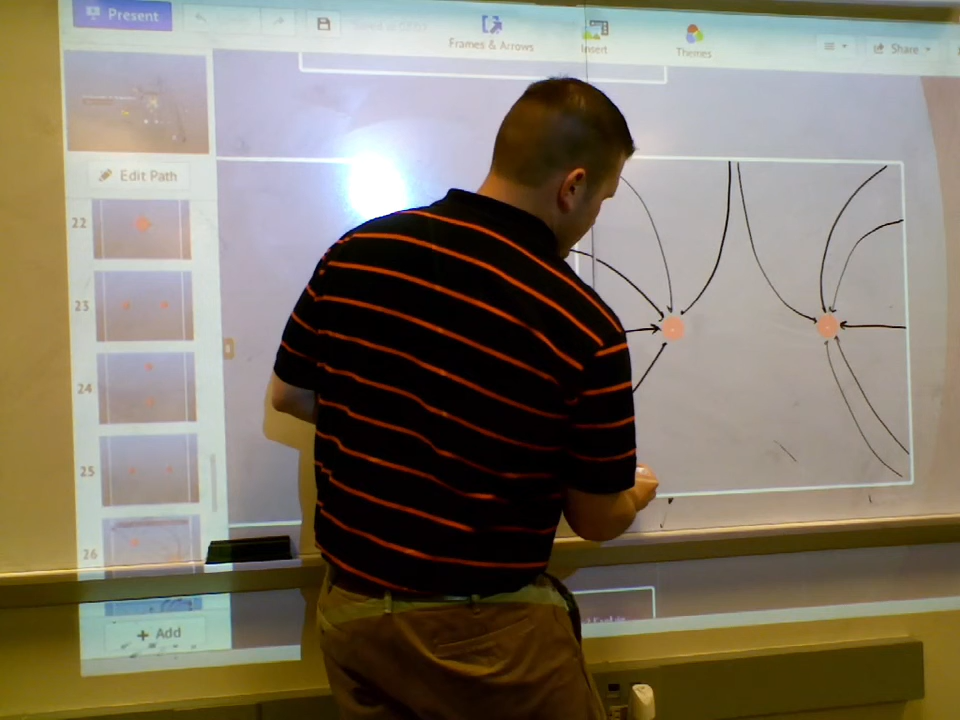 Present
Frames & Arrows
Insert
Themes
Share
Edit Path
22
23
24
25
26
+ Add